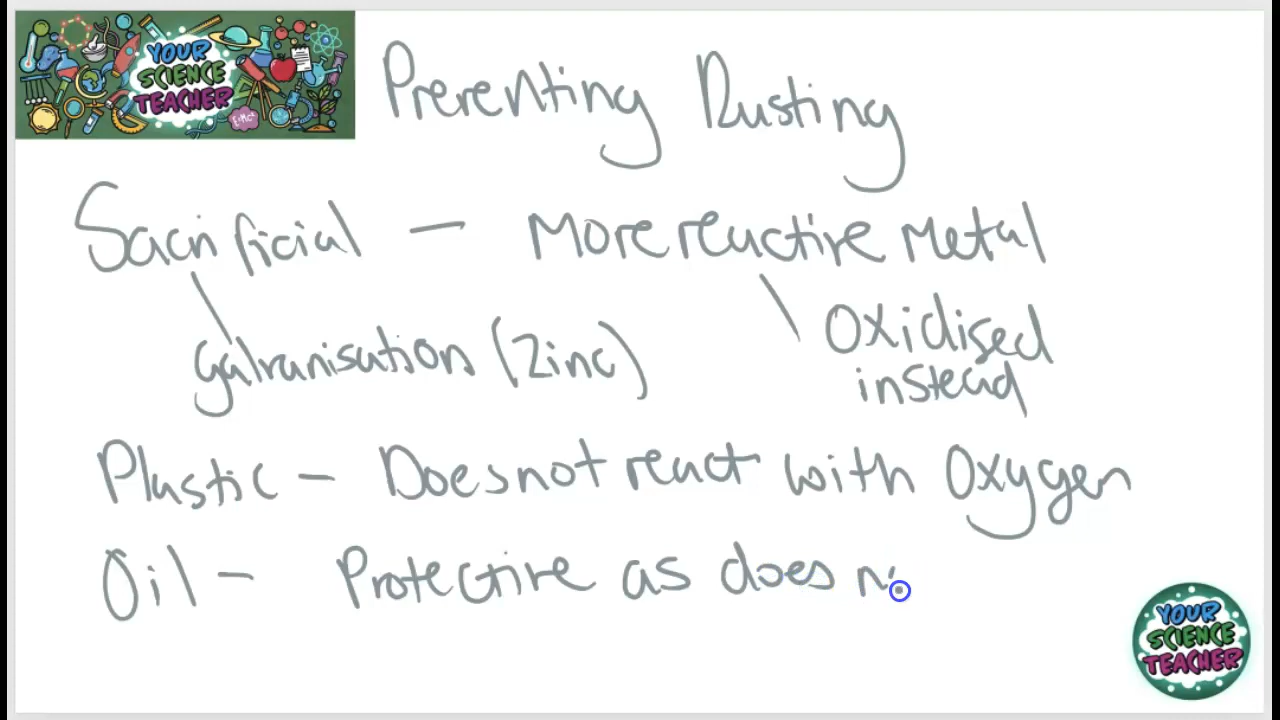 YOUR SCIENCE TEACHER
E=MC²
Preventing Rusting
Sacrificial - More reactive Metal
galvanisation (Zinc)
Oxidised
instead
Plastic - Does not react with Oxygen
Oil - Protective as does n
YOUR SCIENCE TEACHER